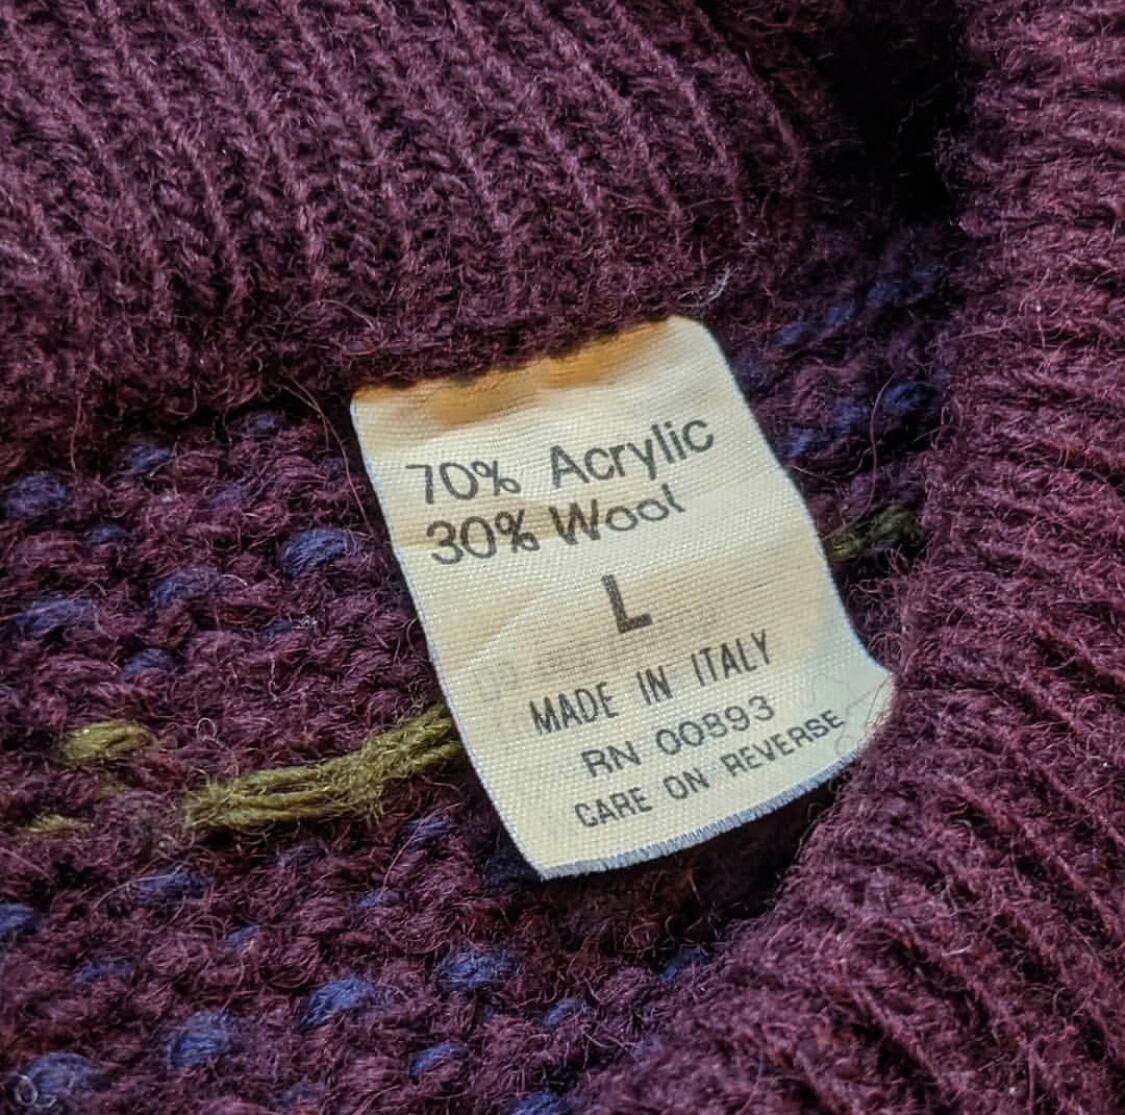 70% Acrylic
30% Wool
L
MADE IN ITALY
RN 00893
CARE ON REVERSE